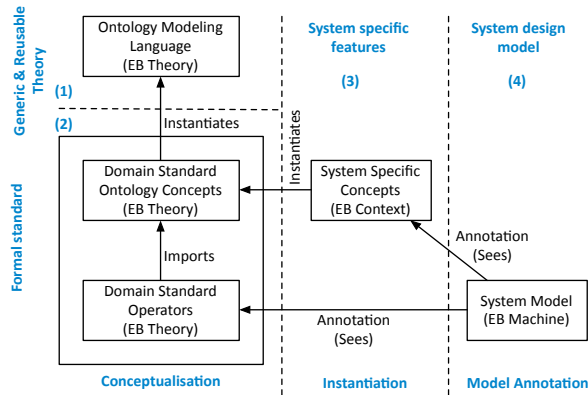 Generic & Reusable
Theory
(1)
Ontology Modeling
Language
(EB Theory)
System specific
features
(3)
System design
model
(4)
(2)
Instantiates
Formal standard
Domain Standard
Ontology Concepts
(EB Theory)
Instantiates
System Specific
Concepts
(EB Context)
Imports
Annotation
(Sees)
Domain Standard
Operators
(EB Theory)
Annotation
(Sees)
System Model
(EB Machine)
Conceptualisation
Instantiation
Model Annotation